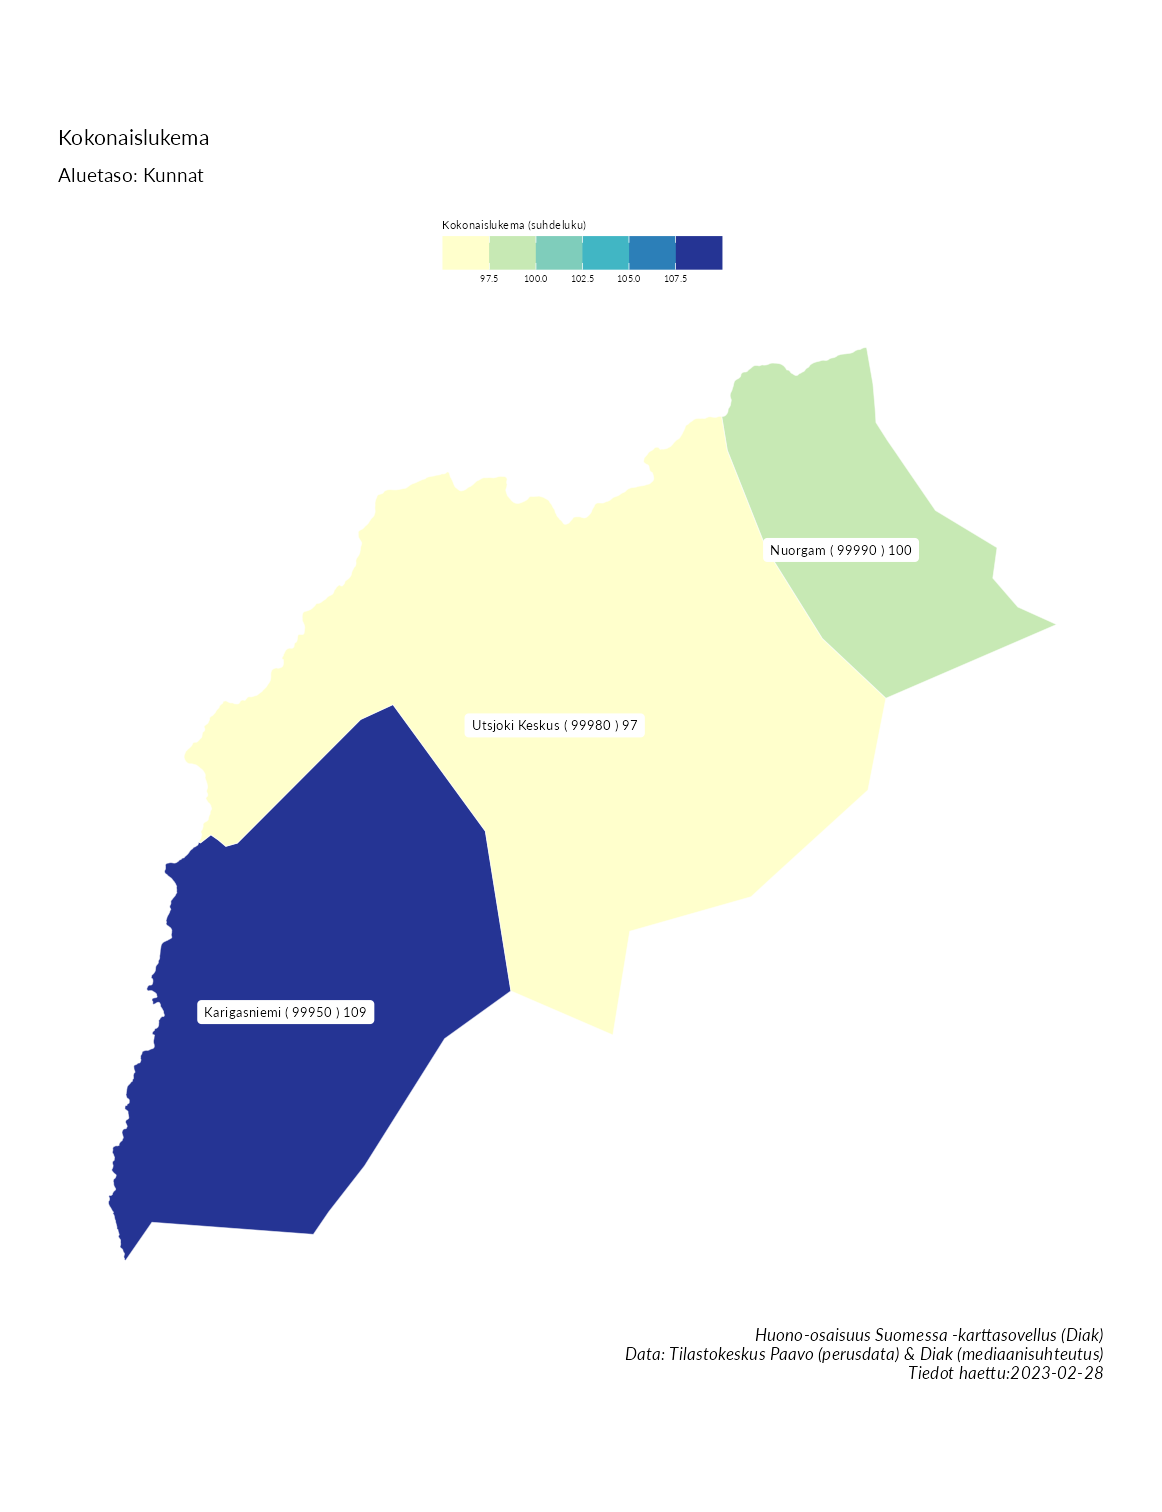 Kokonaislukema
Aluetaso: Kunnat
Kokonaislukema (suhdeluku)
97.5 100.0 102.5 105.0 107.5
Nuorgam ( 99990 ) 100
Utsjoki Keskus ( 99980 ) 97
Karigasniemi ( 99950 ) 109
Huono-osaisuus Suomessa -karttasovellus (Diak)
Data: Tilastokeskus Paavo (perusdata) & Diak (mediaanisuhteutus)
Tiedot haettu:2023-02-28